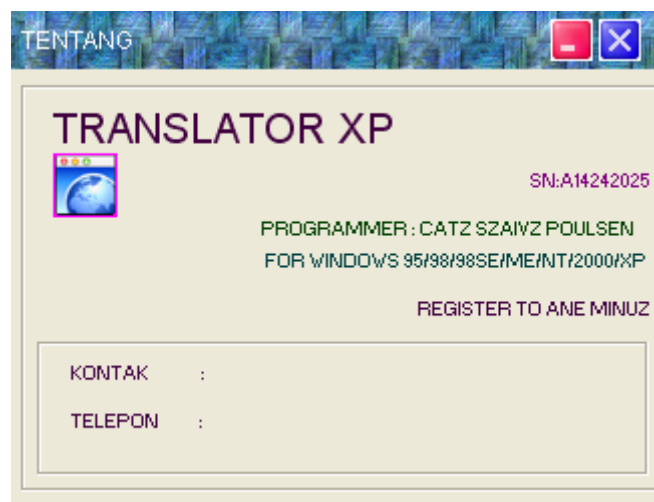 TENTANG
TRANSLATOR XP
SN:A14242025
PROGRAMMER : CATZ SZAIVZ POULSEN
FOR WINDOWS 95/98/98SE/ME/NT/2000/XP
REGISTER TO ANE MINUZ
KONTAK :
TELEPON :